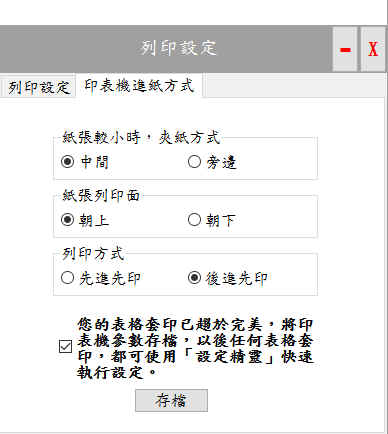 列印設定
列印設定 印表機進紙方式
紙張較小時，夾紙方式
中間 旁邊
紙張列印面
朝上 朝下
列印方式
先進先印 後進先印
您的表格套印已趨於完美，將印
表機參數存檔，以後任何表格套
印，都可使用「設定精靈」快速
執行設定。
存檔